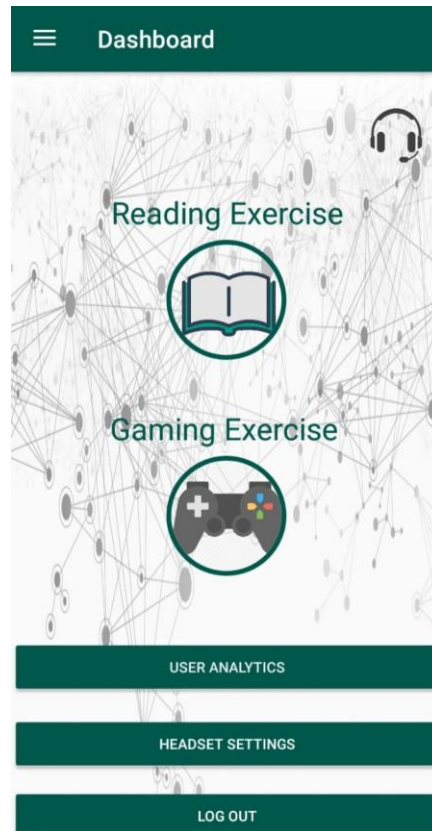 Dashboard
Reading Exercise
Gaming Exercise
USER ANALYTICS
HEADSET SETTINGS
LOG OUT